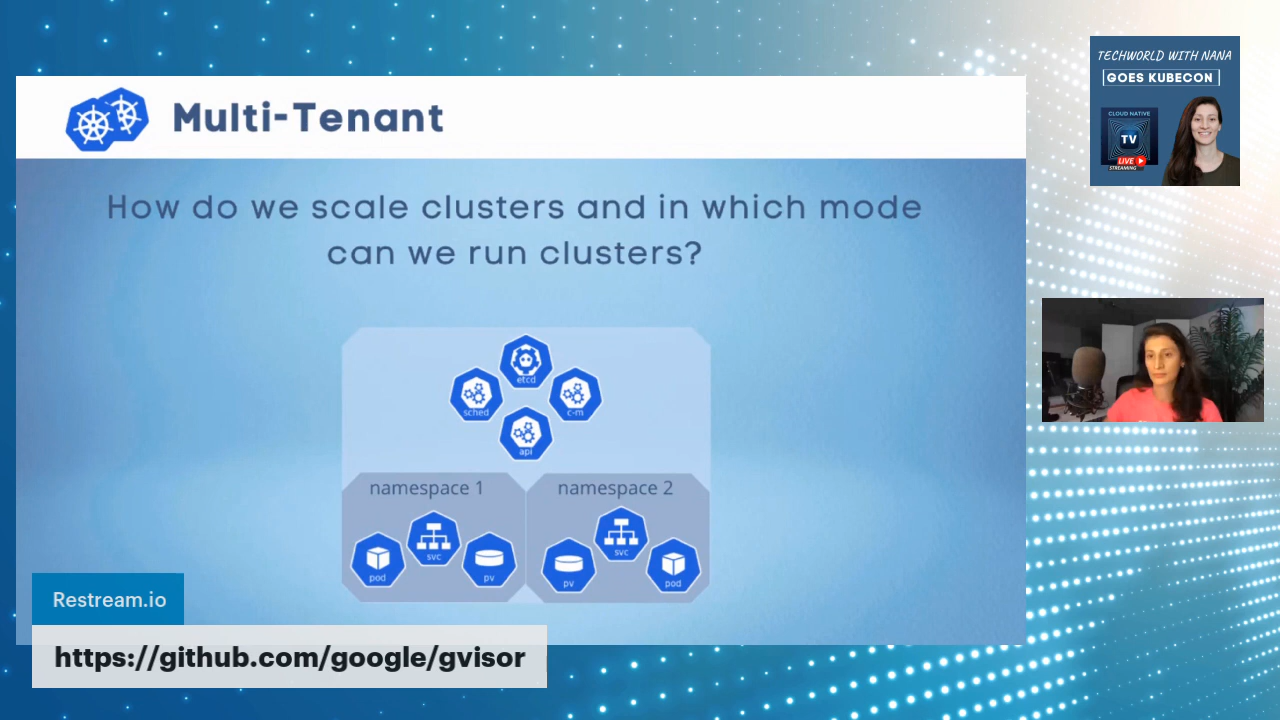 Multi-Tenant
How do we scale clusters and in which mode
can we run clusters?
etcd
sched
c-m
api
namespace 1
namespace 2
pod
svc
pv
pv
svc
pod
Restream.io
https://github.com/google/gvisor
TECHWORLD WITH NANA
GOES KUBECON
CLOUD NATIVE
TV
LIVE
STREAMING